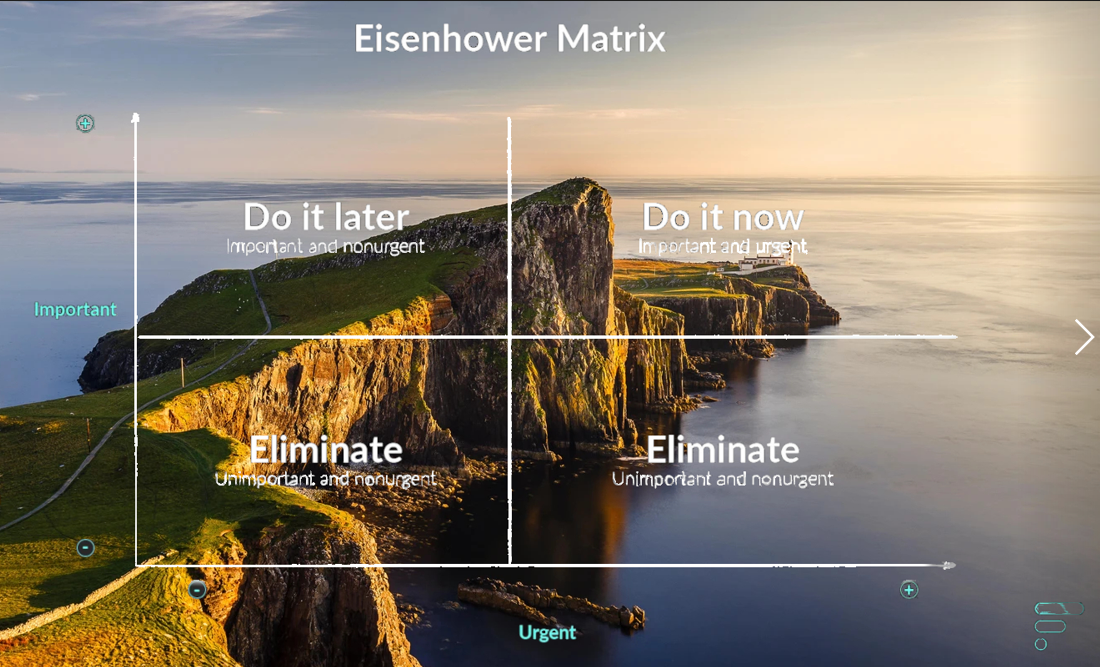 Eisenhower Matrix
Do it later
Important and nonurgent
Do it now
Important and urgent
Important
Eliminate
Unimportant and nonurgent
Eliminate
Unimportant and nonurgent
Urgent